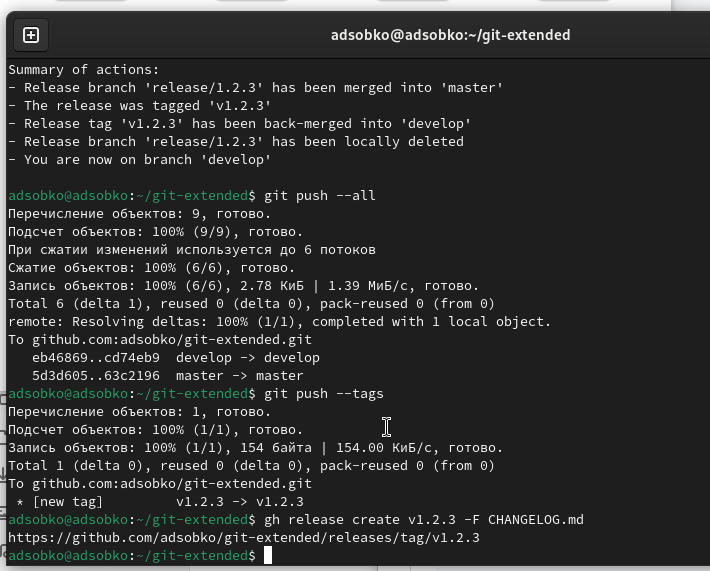 adsobko@adsobko:~/git-extended
Summary of actions:
- Release branch 'release/1.2.3' has been merged into 'master'
- The release was tagged 'v1.2.3'
- Release tag 'v1.2.3' has been back-merged into 'develop'
- Release branch 'release/1.2.3' has been locally deleted
- You are now on branch 'develop'
adsobko@adsobko:~/git-extended$ git push --all
Перечисление объектов: 9, готово.
Подсчет объектов: 100% (9/9), готово.
При сжатии изменений используется до 6 потоков
Сжатие объектов: 100% (6/6), готово.
Запись объектов: 100% (6/6), 2.78 КиБ | 1.39 МиБ/с, готово.
Total 6 (delta 1), reused 0 (delta 0), pack-reused 0 (from 0)
remote: Resolving deltas: 100% (1/1), completed with 1 local object.
To github.com:adsobko/git-extended.git
   eb46869..cd74eb9  develop -> develop
   5d3d605..63c2196  master -> master
adsobko@adsobko:~/git-extended$ git push --tags
Перечисление объектов: 1, готово.
Подсчет объектов: 100% (1/1), готово.
Запись объектов: 100% (1/1), 154 байта | 154.00 КиБ/с, готово.
Total 1 (delta 0), reused 0 (delta 0), pack-reused 0 (from 0)
To github.com:adsobko/git-extended.git
 * [new tag]         v1.2.3 -> v1.2.3
adsobko@adsobko:~/git-extended$ gh release create v1.2.3 -F CHANGELOG.md
https://github.com/adsobko/git-extended/releases/tag/v1.2.3
adsobko@adsobko:~/git-extended$